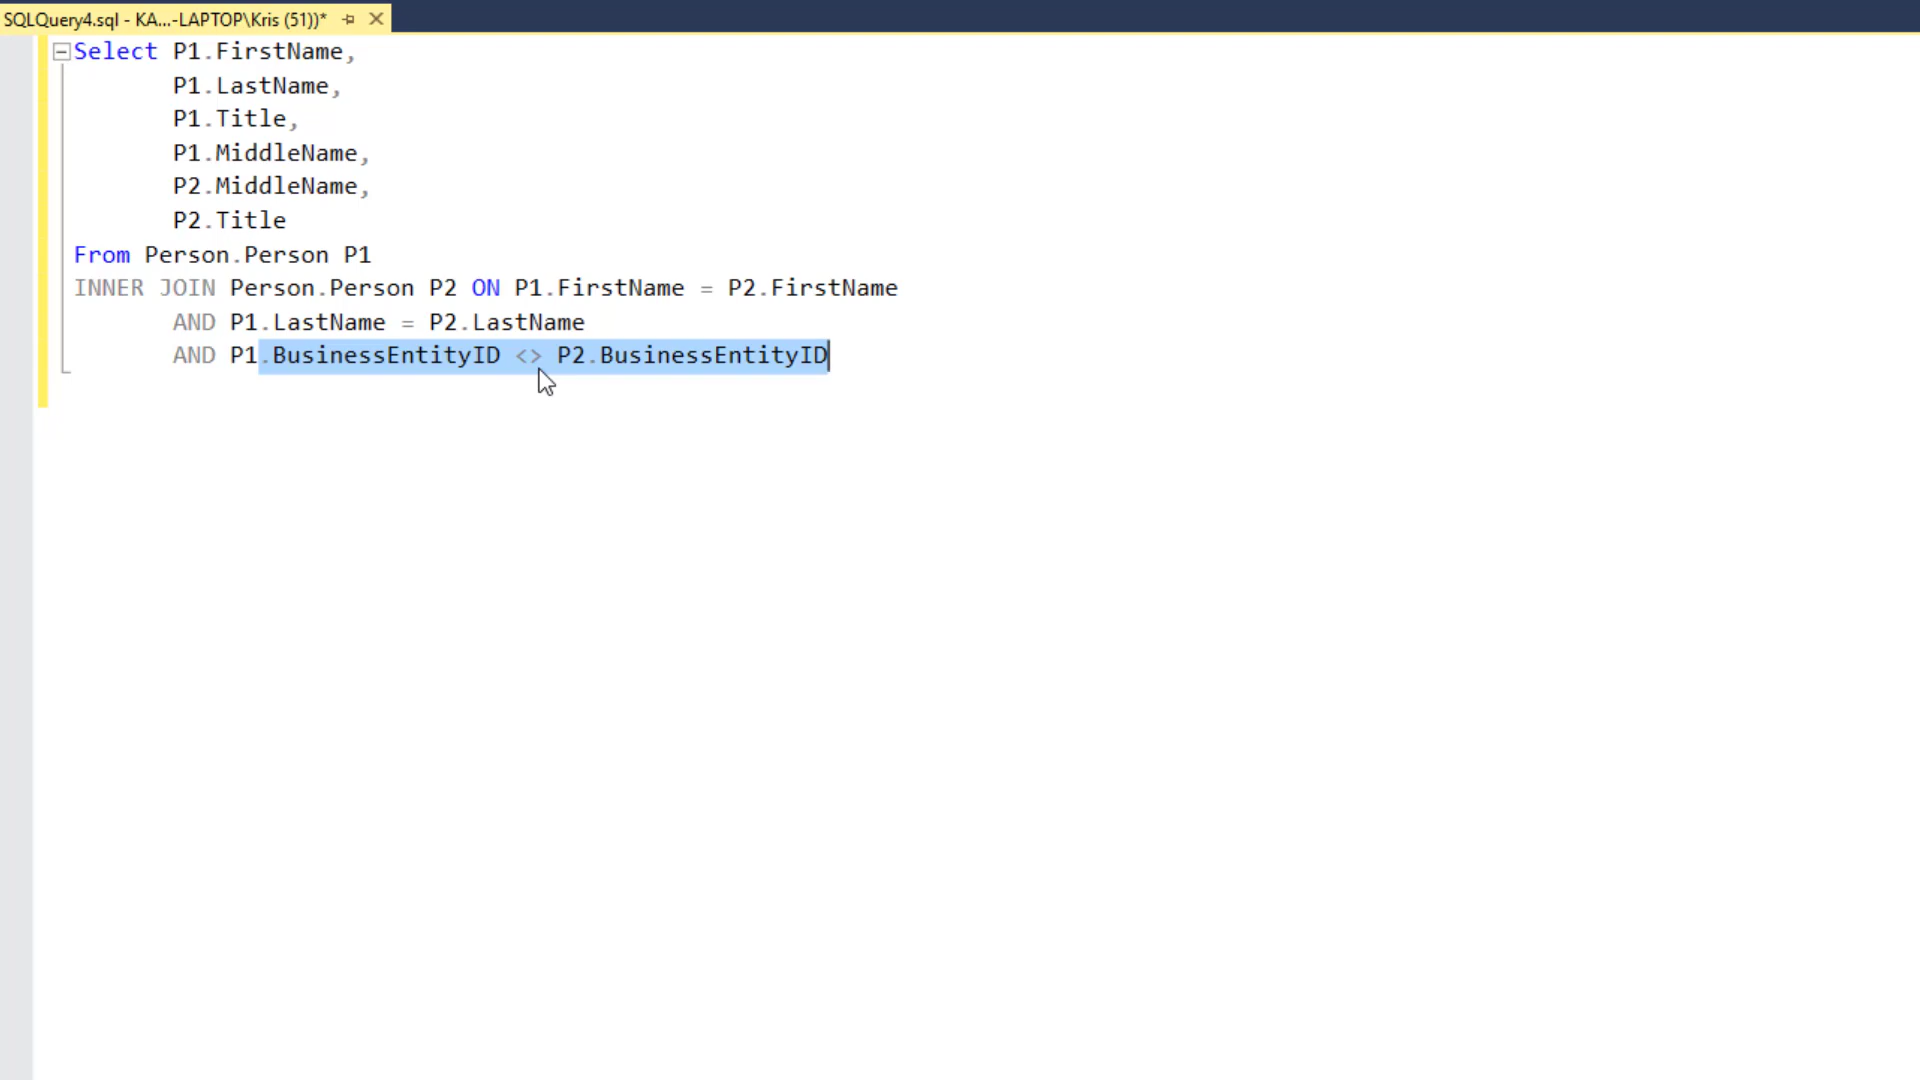 SQLQuery4.sql - KA...-LAPTOP\Kris (51))*
Select P1.FirstName,
P1.LastName,
P1.Title,
P1.MiddleName,
P2.MiddleName,
P2.Title
From Person.Person P1
INNER JOIN Person.Person P2 ON P1.FirstName = P2.FirstName
AND P1.LastName = P2.LastName
AND P1.BusinessEntityID <> P2.BusinessEntityID